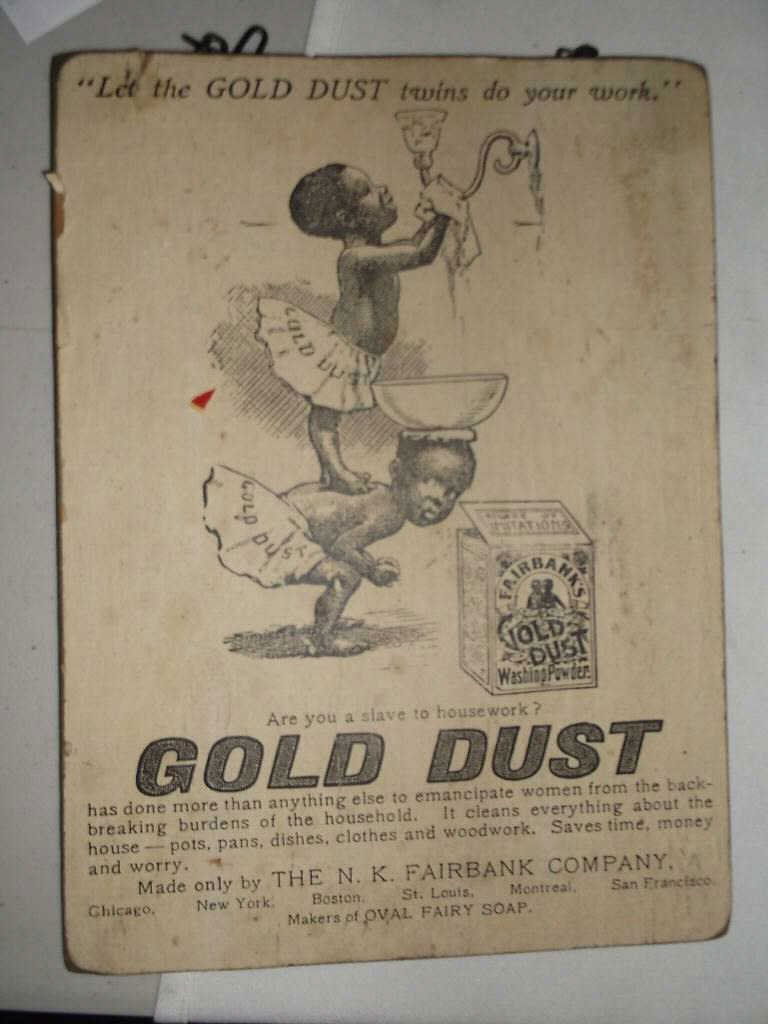 "Let the GOLD DUST twins do your work."
GOLD DUST
GOLD DUST
IMITATIONS
FAIRBANK'S
GOLD
DUST
Washing Powder
Are you a slave to housework?
GOLD DUST
has done more than anything else to emancipate women from the back-
breaking burdens of the household. It cleans everything about the
house — pots, pans, dishes, clothes and woodwork. Saves time, money
and worry.
Made only by THE N. K. FAIRBANK COMPANY,
Chicago, New York, Boston, St. Louis, Montreal, San Francisco.
Makers of OVAL FAIRY SOAP.